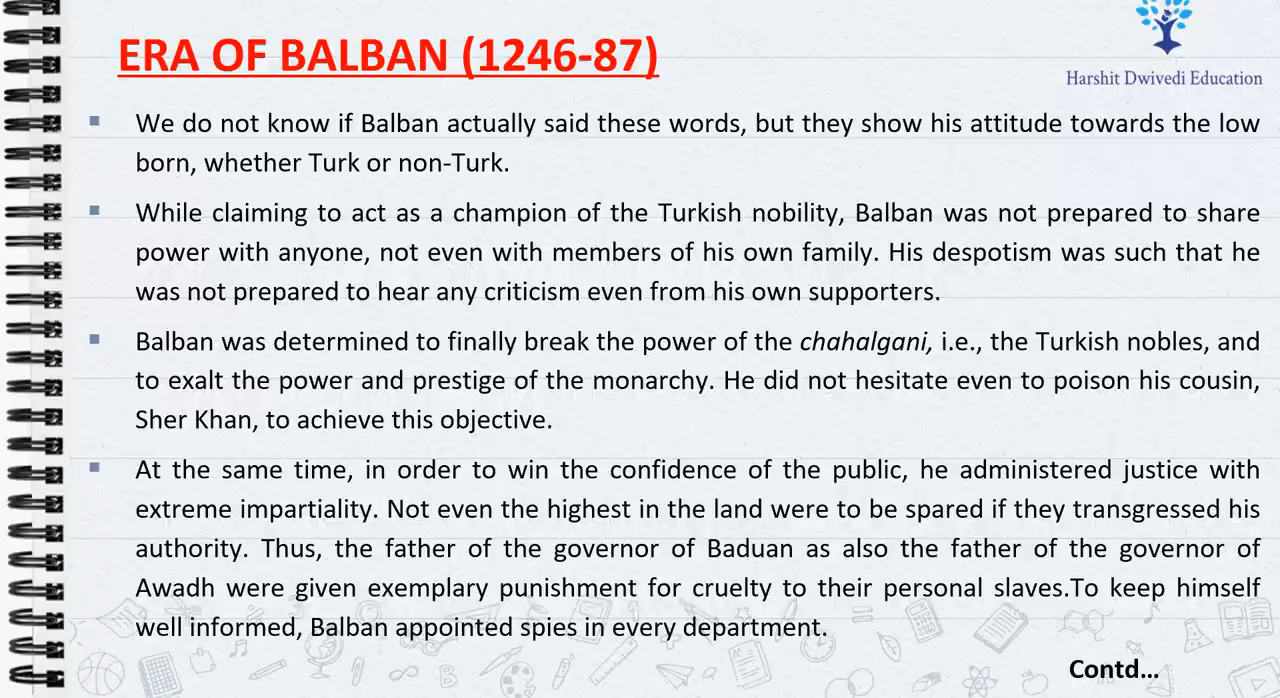 ERA OF BALBAN (1246-87)
Harshit Dwivedi Education
We do not know if Balban actually said these words, but they show his attitude towards the low
born, whether Turk or non-Turk.
While claiming to act as a champion of the Turkish nobility, Balban was not prepared to share
power with anyone, not even with members of his own family. His despotism was such that he
was not prepared to hear any criticism even from his own supporters.
Balban was determined to finally break the power of the chahalgani, i.e., the Turkish nobles, and
to exalt the power and prestige of the monarchy. He did not hesitate even to poison his cousin,
Sher Khan, to achieve this objective.
At the same time, in order to win the confidence of the public, he administered justice with
extreme impartiality. Not even the highest in the land were to be spared if they transgressed his
authority. Thus, the father of the governor of Baduan as also the father of the governor of
Awadh were given exemplary punishment for cruelty to their personal slaves.To keep himself
well informed, Balban appointed spies in every department.
Contd…